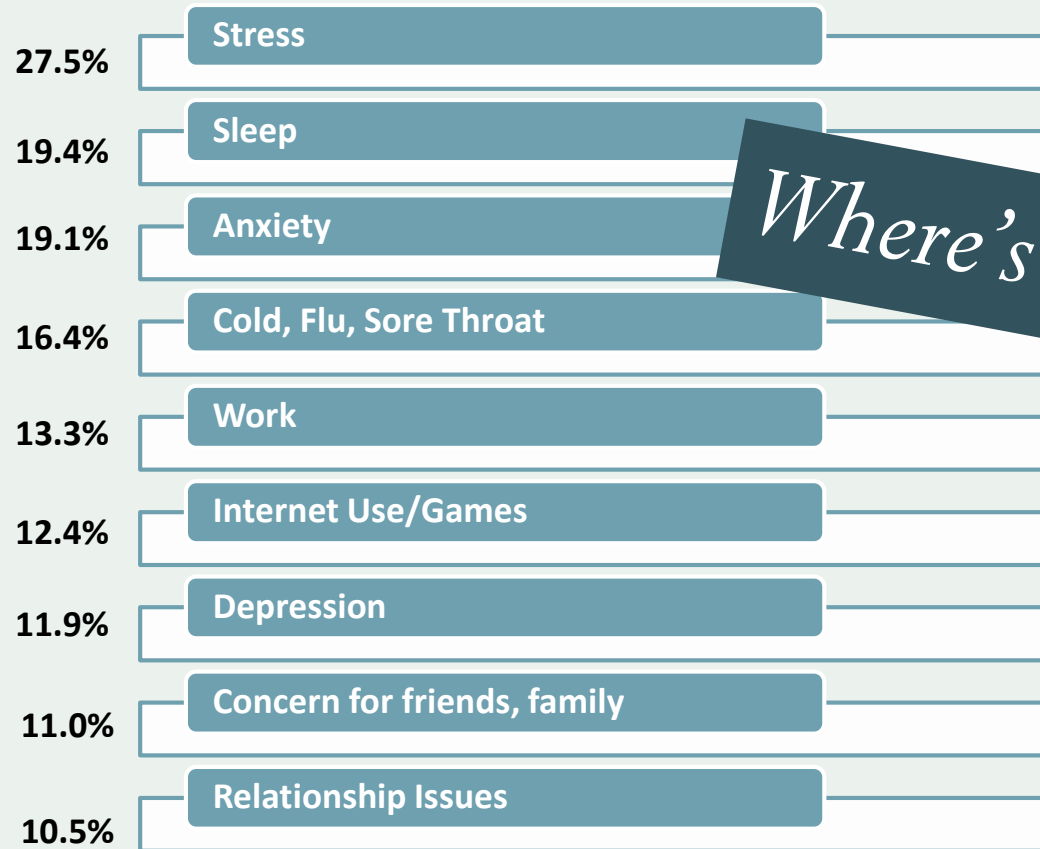 Stress
27.5%
Sleep
19.4%
Anxiety
19.1%
Where’s
Cold, Flu, Sore Throat
16.4%
Work
13.3%
Internet Use/Games
12.4%
Depression
11.9%
Concern for friends, family
11.0%
Relationship Issues
10.5%